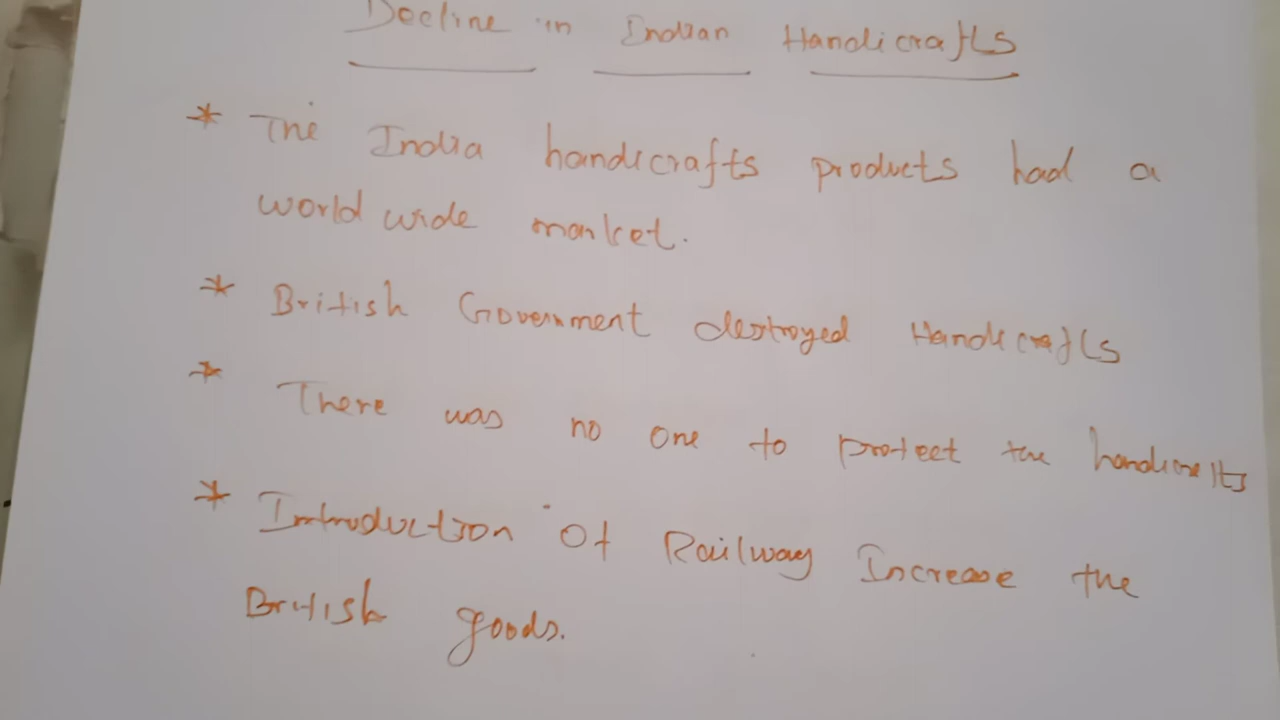 Decline in Indian Handicrafts
* The India handicrafts products had a
world wide market.
* British Government destroyed Handicrafts
* There was no one to protect the handicrafts
* Introduction Of Railway Increase the
British goods.